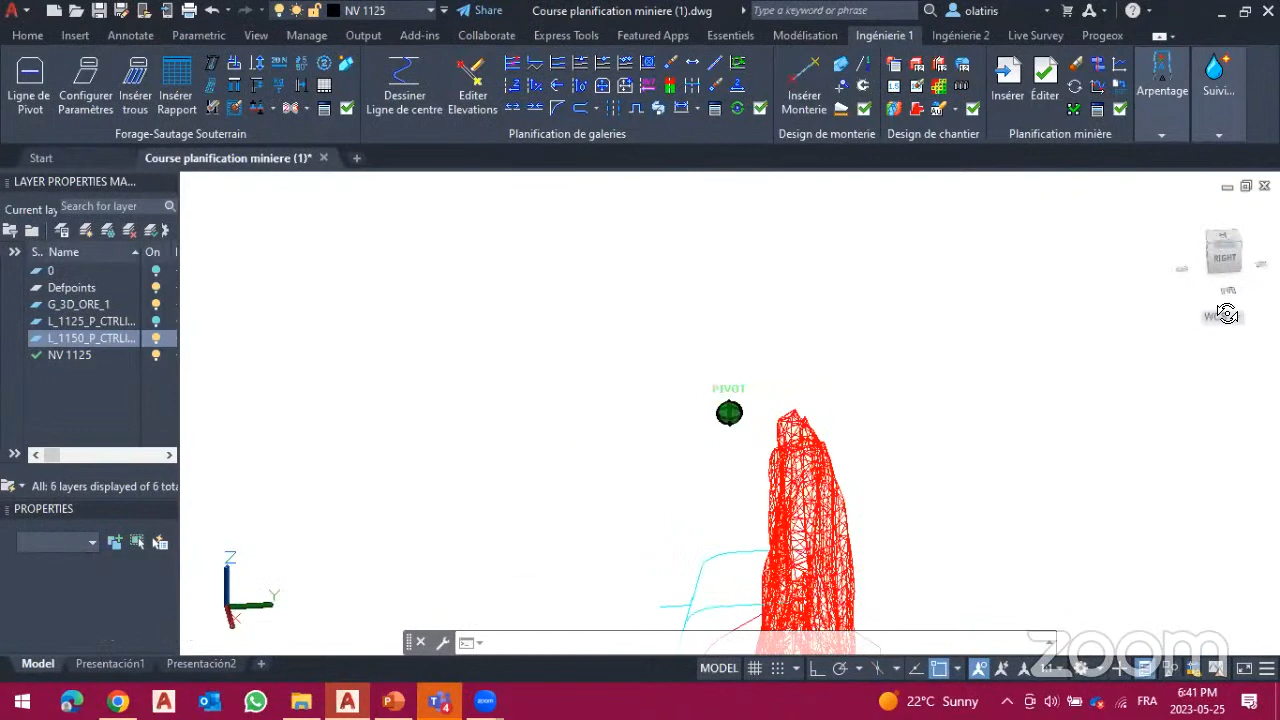 NV 1125
Share
Course planification miniere (1).dwg
Type a keyword or phrase
olatiris
Home Insert Annotate Parametric View Manage Output Add-ins Collaborate Express Tools Featured Apps Essentiels Modélisation Ingénierie 1 Ingénierie 2 Live Survey Progeox
Ligne de Pivot
Configurer Paramètres
Insérer trous
Insérer Rapport
Dessiner Ligne de centre
Editer Elevations
Insérer Monterie
Insérer
Éditer
Arpentage
Suivi...
Forage-Sautage Souterrain
Planification de galeries
Design de monterie
Design de chantier
Planification minière
Start
Course planification miniere (1)*
LAYER PROPERTIES MA...
Current lay
Search for layer
S.. Name On
0
Defpoints
G_3D_ORE_1
L_1125_P_CTRLI...
L_1150_P_CTRLI...
NV 1125
All: 6 layers displayed of 6 tota
PROPERTIES
RIGHT
PIVOT
Z
Y
X
zoom
Model Présentación1 Présentación2
MODEL
1:1
22°C Sunny
FRA
6:41 PM
2023-05-25